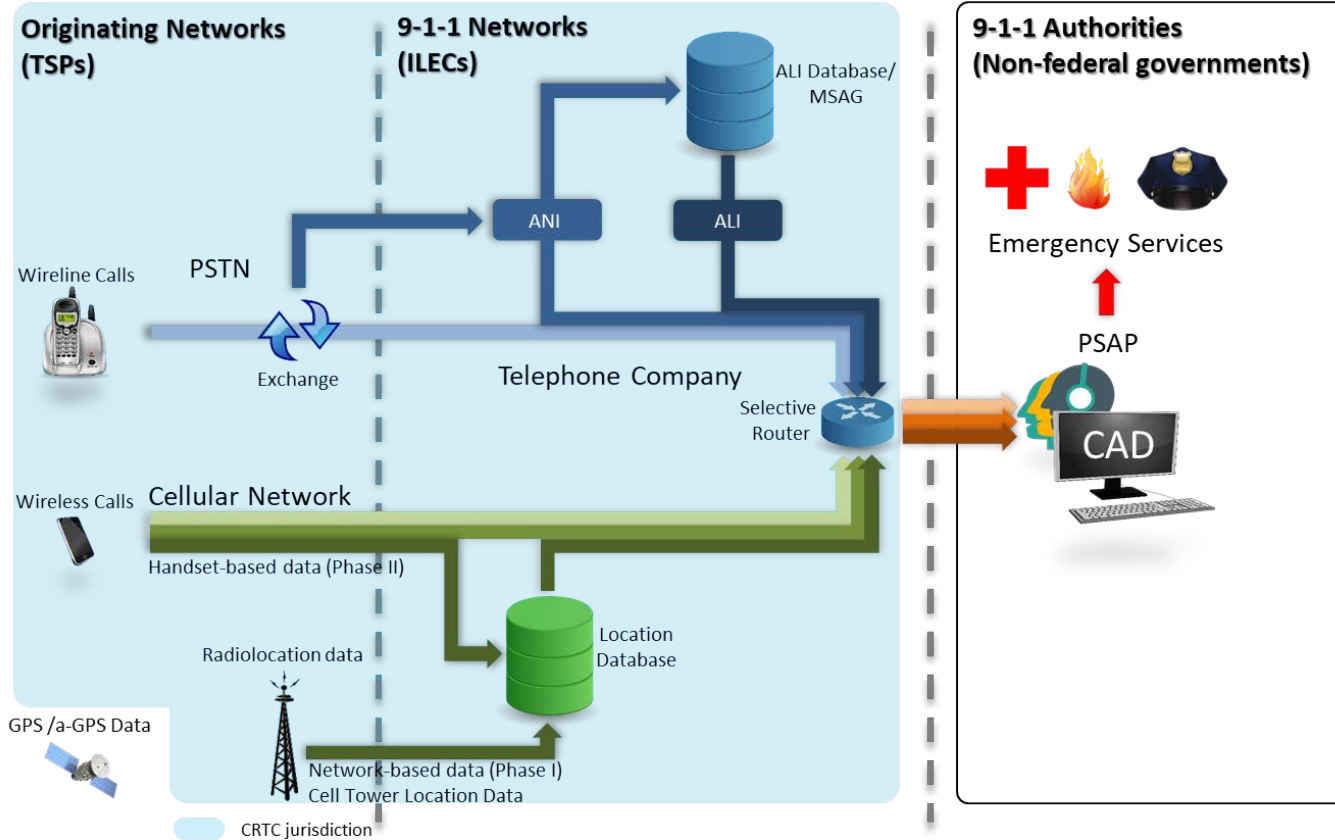 Originating Networks
(TSPs)
9-1-1 Networks
(ILECs)
9-1-1 Authorities
(Non-federal governments)
ALI Database/
MSAG
ANI
ALI
Emergency Services
PSTN
Wireline Calls
Exchange
Telephone Company
PSAP
Selective
Router
CAD
Wireless Calls
Cellular Network
Handset-based data (Phase II)
Location
Database
Radiolocation data
GPS /a-GPS Data
Network-based data (Phase I)
Cell Tower Location Data
CRTC jurisdiction